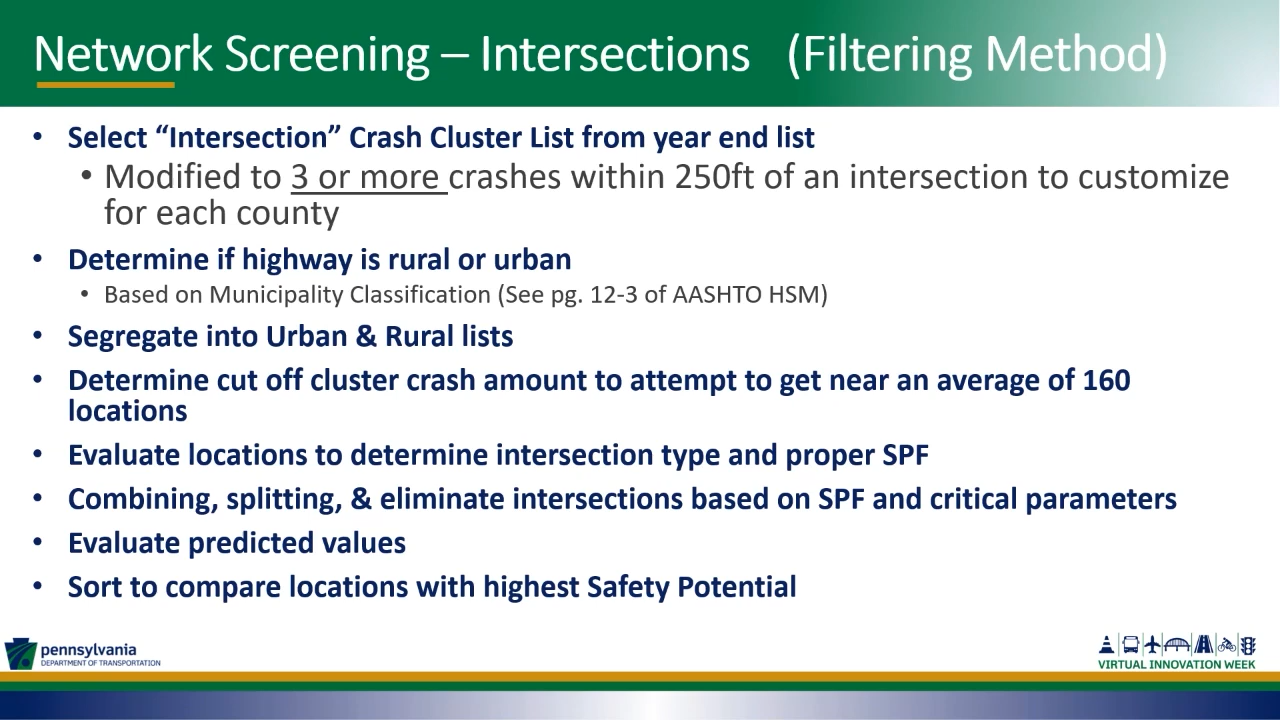 Network Screening – Intersections (Filtering Method)
• Select “Intersection” Crash Cluster List from year end list
• Modified to 3 or more crashes within 250ft of an intersection to customize
for each county
• Determine if highway is rural or urban
• Based on Municipality Classification (See pg. 12-3 of AASHTO HSM)
• Segregate into Urban & Rural lists
• Determine cut off cluster crash amount to attempt to get near an average of 160
locations
• Evaluate locations to determine intersection type and proper SPF
• Combining, splitting, & eliminate intersections based on SPF and critical parameters
• Evaluate predicted values
• Sort to compare locations with highest Safety Potential
pennsylvania
DEPARTMENT OF TRANSPORTATION
VIRTUAL INNOVATION WEEK